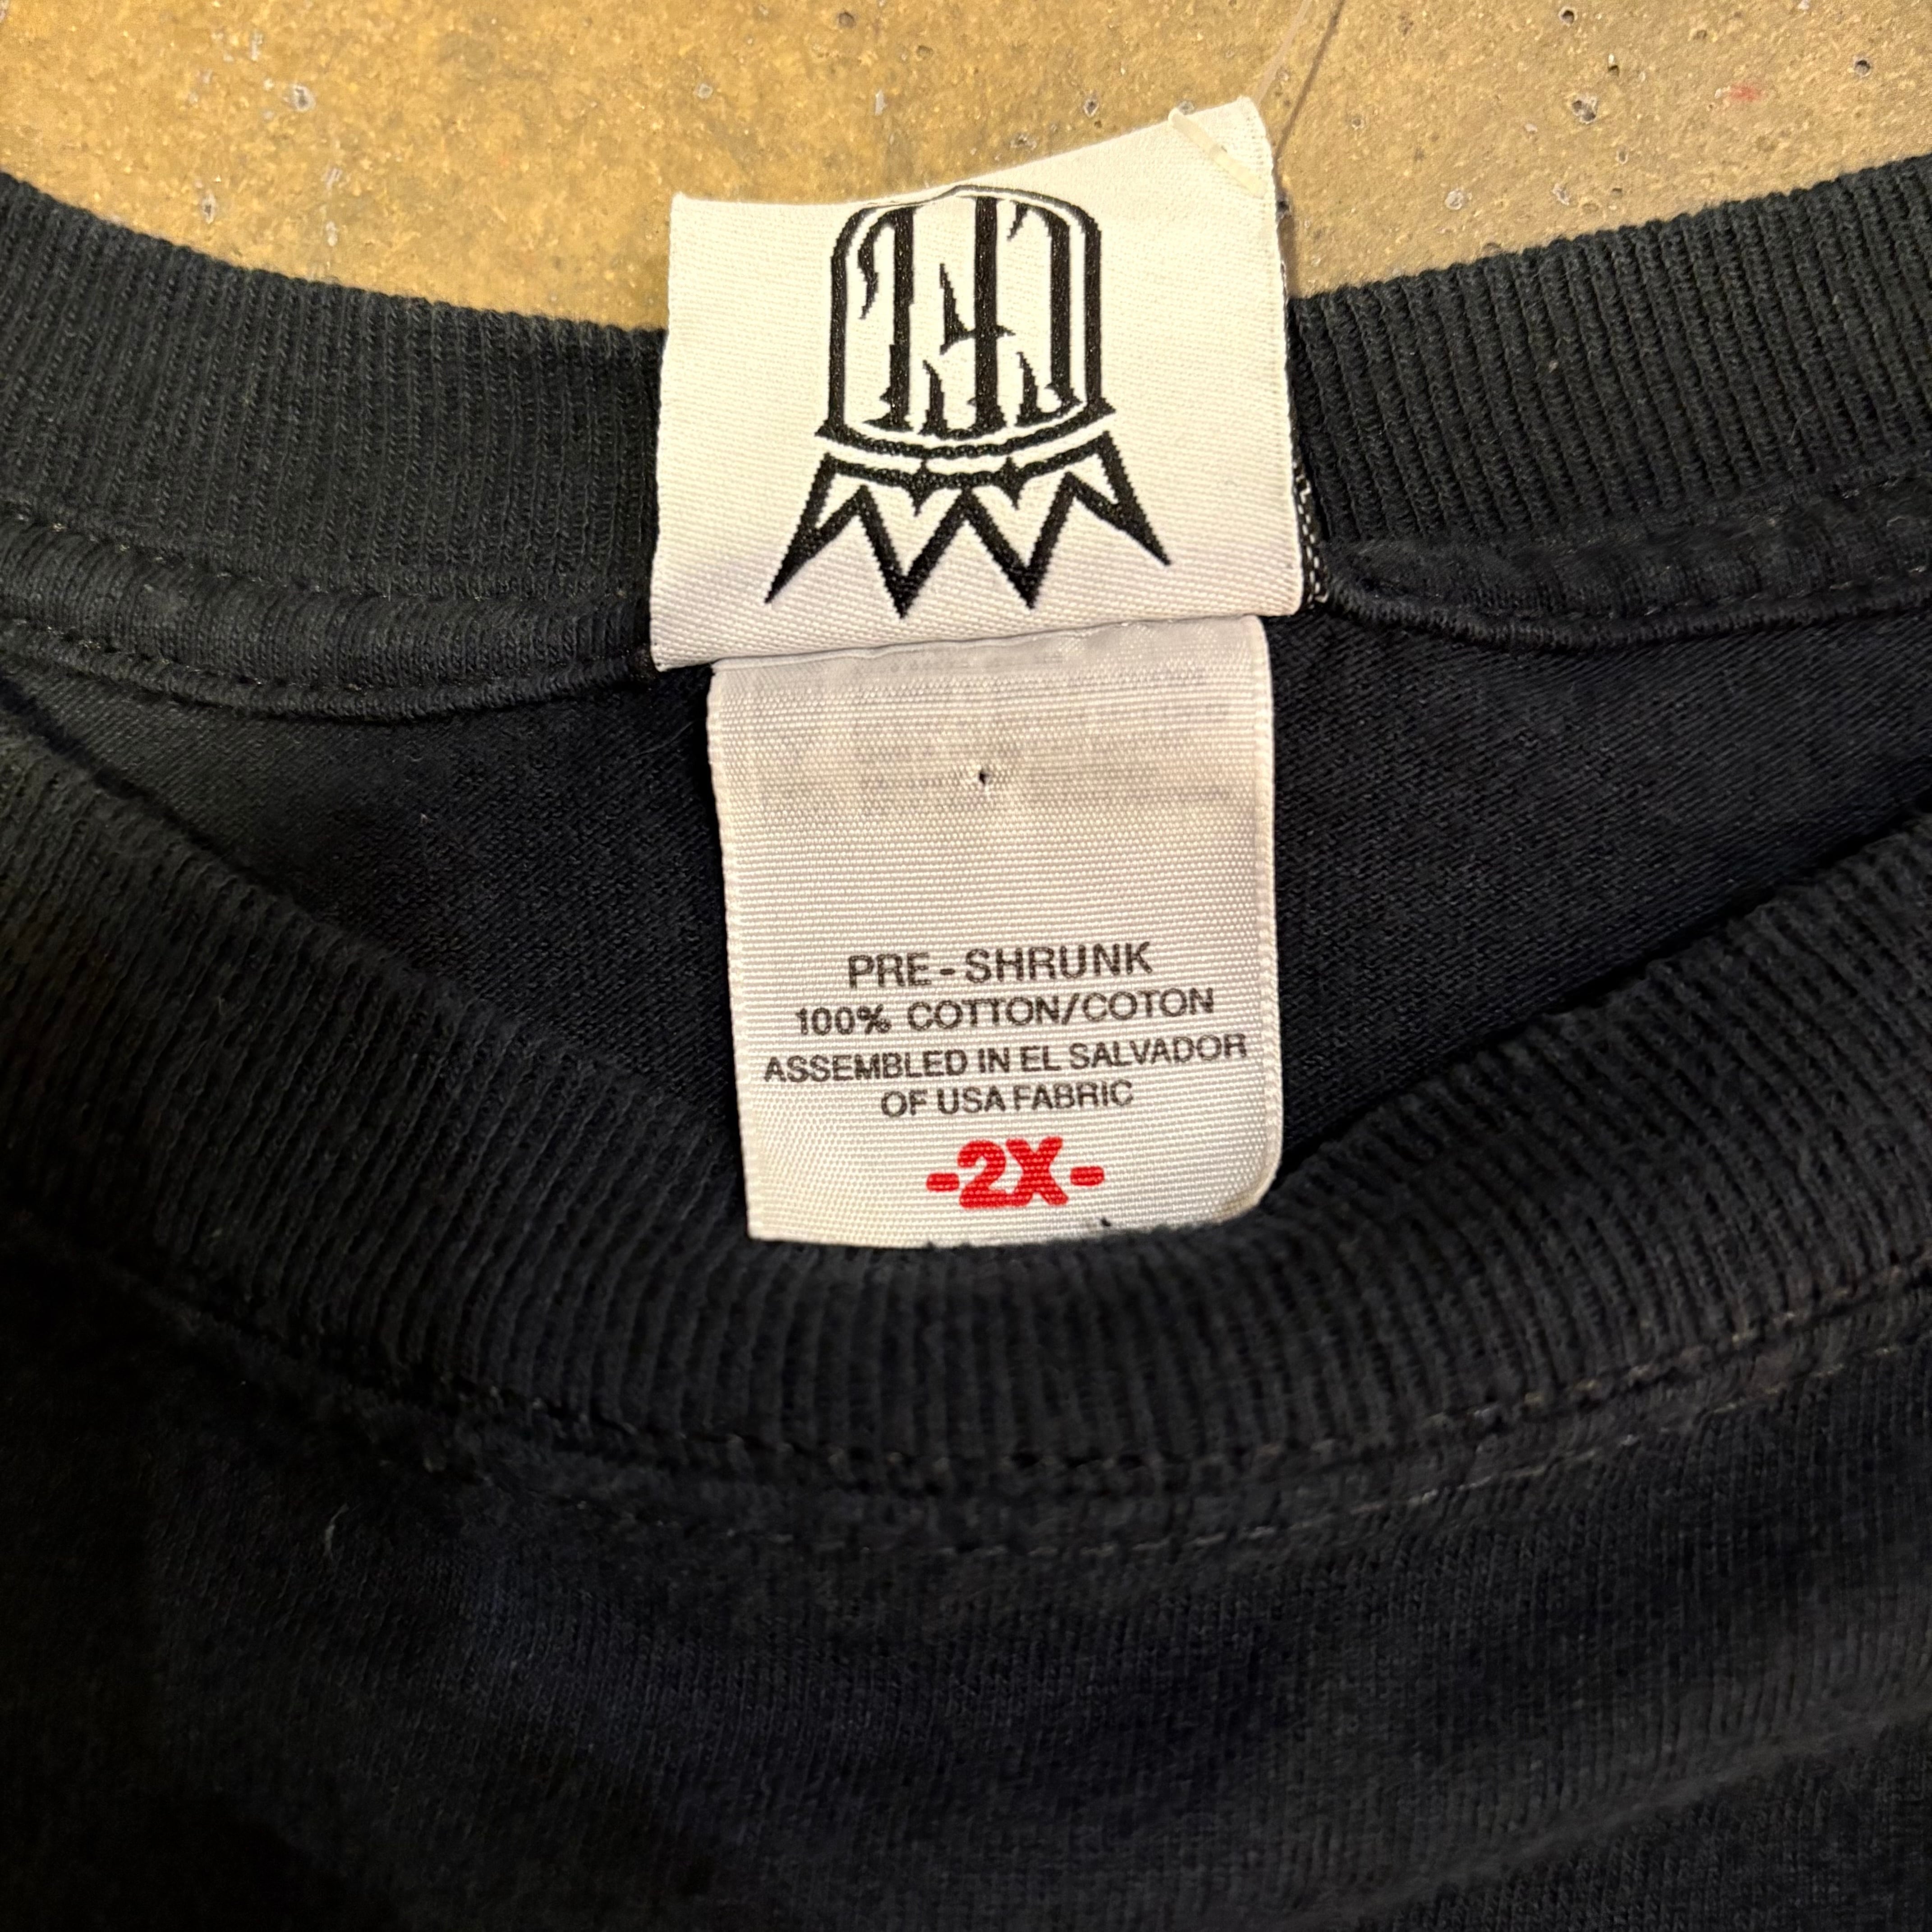 PRE-SHRUNK
100% COTTON/COTON
ASSEMBLED IN EL SALVADOR
OF USA FABRIC
-2X-